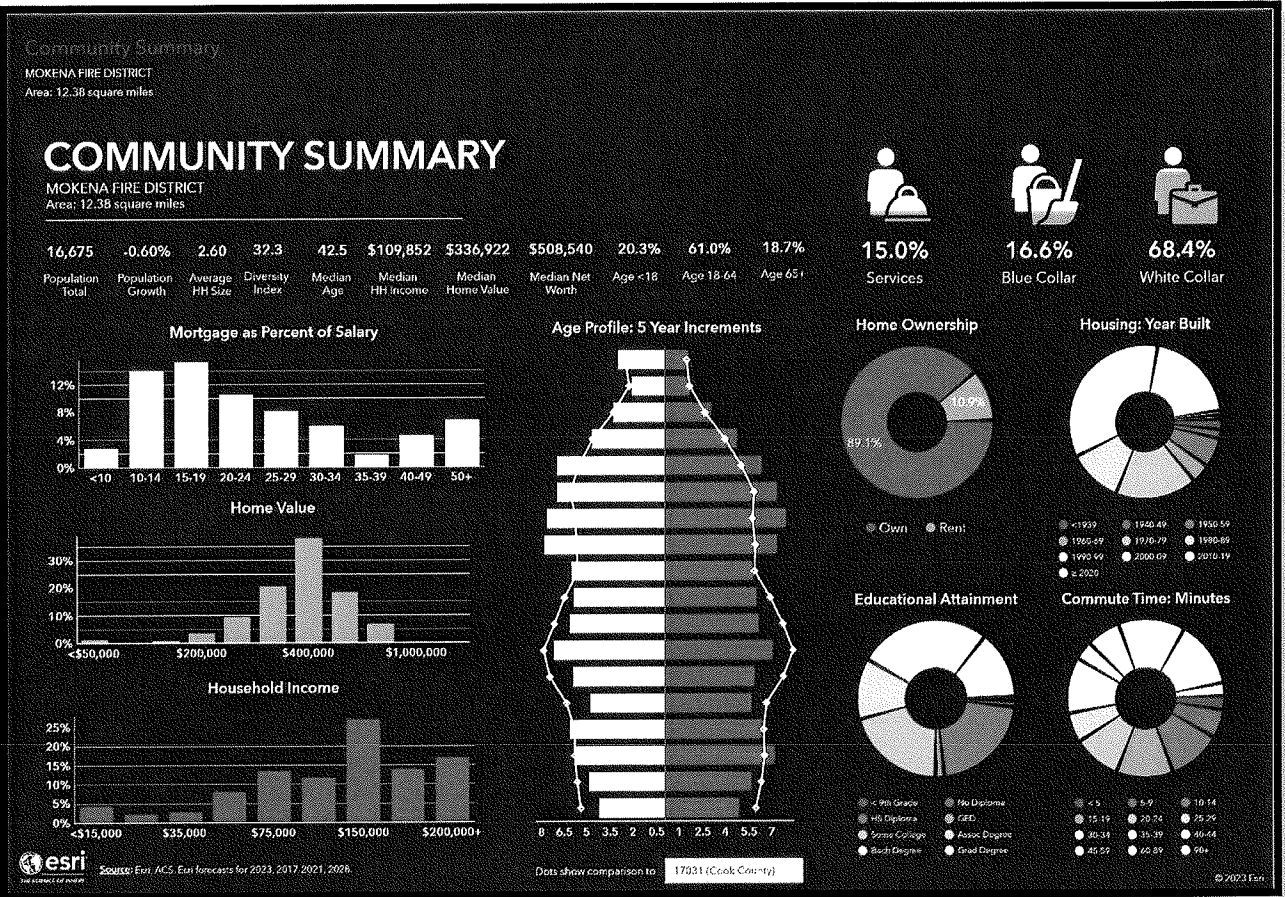 Community Summary
MOKENA FIRE DISTRICT
Area: 12.38 square miles
COMMUNITY SUMMARY
MOKENA FIRE DISTRICT
Area: 12.38 square miles
16,675 -0.60% 2.60 32.3 42.5 $109,852 $336,922 $508,540 20.3% 61.0% 18.7%
Population Total Population Growth Average HH Size Diversity Index Median Age Median HH Income Median Home Value Median Net Worth Age <18 Age 18-64 Age 65+
15.0% 16.6% 68.4%
Services Blue Collar White Collar
Mortgage as Percent of Salary
12%
8%
4%
0%
<10 10-14 15-19 20-24 25-29 30-34 35-39 40-49 50+
Home Value
30%
20%
10%
0%
<$50,000 $200,000 $400,000 $1,000,000
Household Income
25%
20%
15%
10%
5%
0%
<$15,000 $35,000 $75,000 $150,000 $200,000+
Age Profile: 5 Year Increments
8 6.5 5 3.5 2 0.5 1 2.5 4 5.5 7
Dots show comparison to 17031 (Cook County)
Home Ownership
10.9%
89.1%
Own Rent
Housing: Year Built
<1939 1940-49 1950-59
1960-69 1970-79 1980-89
1990-99 2000-09 2010-19
≥ 2020
Educational Attainment
< 9th Grade No Diploma
HS Diploma GED
Some College Assoc Degree
Bach Degree Grad Degree
Commute Time: Minutes
< 5 5-9 10-14
15-19 20-24 25-29
30-34 35-39 40-44
45-59 60-89 90+
esri
THE SCIENCE OF WHERE
Source: Esri, ACS. Esri forecasts for 2023, 2017-2021, 2028.
© 2023 Esri